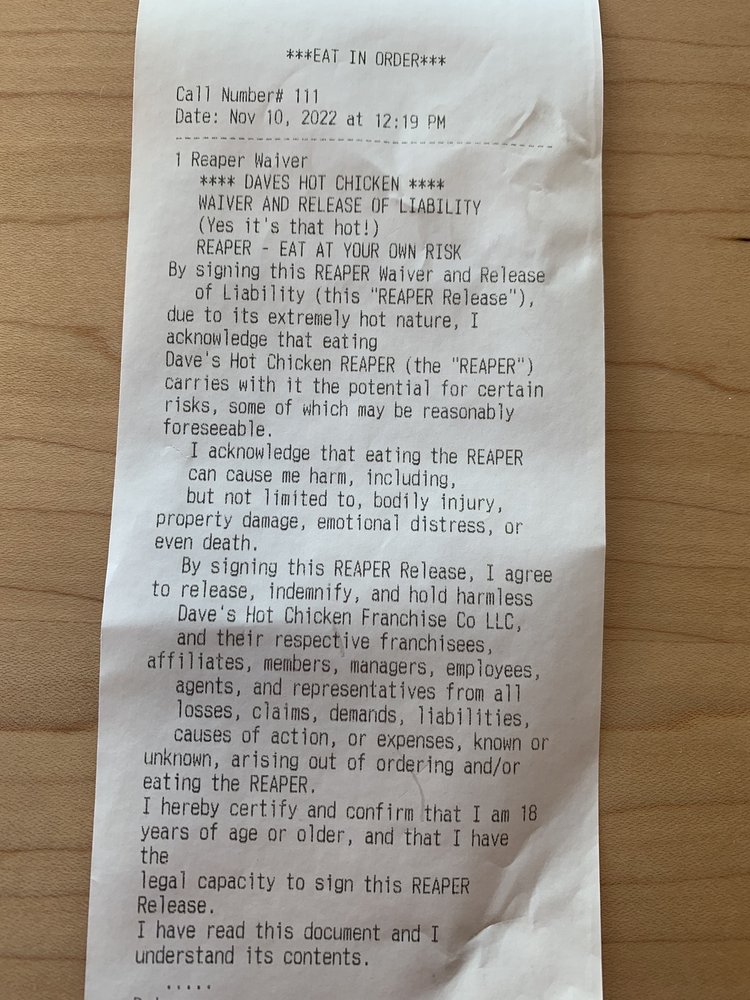 ***EAT IN ORDER***
Call Number# 111
Date: Nov 10, 2022 at 12:19 PM
1 Reaper Waiver
**** DAVES HOT CHICKEN ****
WAIVER AND RELEASE OF LIABILITY
(Yes it's that hot!)
REAPER - EAT AT YOUR OWN RISK
By signing this REAPER Waiver and Release
of Liability (this "REAPER Release"),
due to its extremely hot nature, I
acknowledge that eating
Dave's Hot Chicken REAPER (the "REAPER")
carries with it the potential for certain
risks, some of which may be reasonably
foreseeable.
I acknowledge that eating the REAPER
can cause me harm, including,
but not limited to, bodily injury,
property damage, emotional distress, or
even death.
By signing this REAPER Release, I agree
to release, indemnify, and hold harmless
Dave's Hot Chicken Franchise Co LLC,
and their respective franchisees,
affiliates, members, managers, employees,
agents, and representatives from all
losses, claims, demands, liabilities,
causes of action, or expenses, known or
unknown, arising out of ordering and/or
eating the REAPER.
I hereby certify and confirm that I am 18
years of age or older, and that I have
the
legal capacity to sign this REAPER
Release.
I have read this document and I
understand its contents.
.....